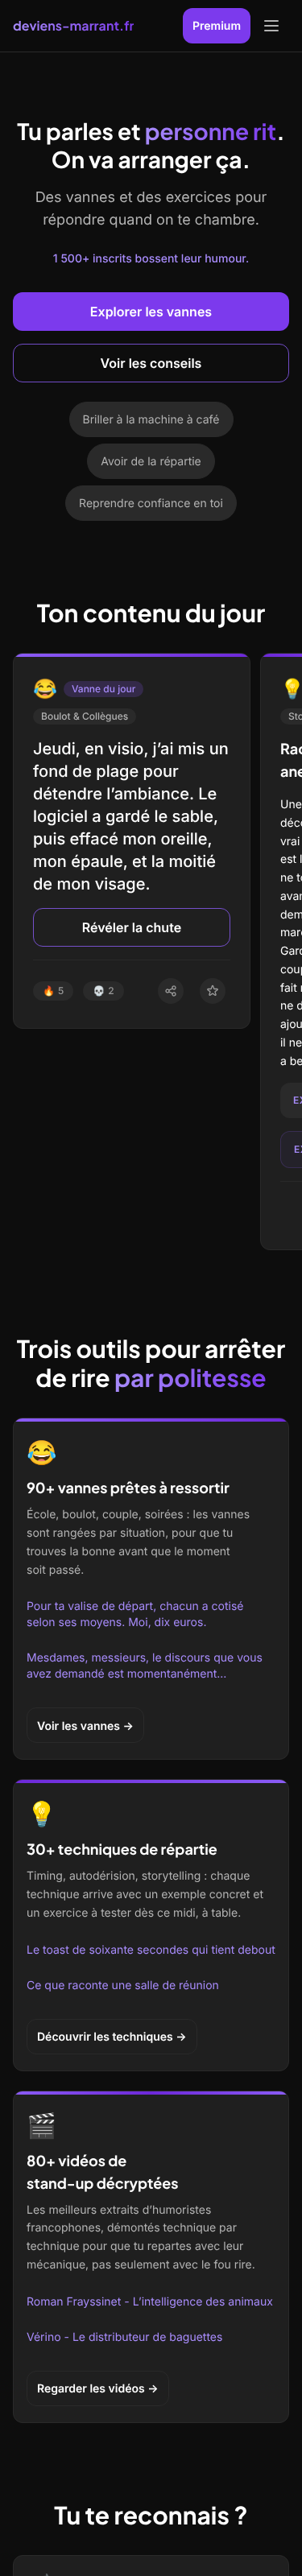 deviens-marrant.fr
Premium
Tu parles et personne rit.
On va arranger ça.
Des vannes et des exercices pour
répondre quand on te chambre.
1 500+ inscrits bossent leur humour.
Explorer les vannes
Voir les conseils
Briller à la machine à café
Avoir de la répartie
Reprendre confiance en toi
Ton contenu du jour
😂 Vanne du jour
Boulot & Collègues
Jeudi, en visio, j’ai mis un
fond de plage pour
détendre l’ambiance. Le
logiciel a gardé le sable,
puis effacé mon oreille,
mon épaule, et la moitié
de mon visage.
Révéler la chute
🔥 5 💀 2
💡
Une
vrai
est l
Trois outils pour arrêter
de rire par politesse
😂
90+ vannes prêtes à ressortir
École, boulot, couple, soirées : les vannes
sont rangées par situation, pour que tu
trouves la bonne avant que le moment
soit passé.
Pour ta valise de départ, chacun a cotisé
selon ses moyens. Moi, dix euros.
Mesdames, messieurs, le discours que vous
avez demandé est momentanément...
Voir les vannes →
💡
30+ techniques de répartie
Timing, autodérision, storytelling : chaque
technique arrive avec un exemple concret et
un exercice à tester dès ce midi, à table.
Le toast de soixante secondes qui tient debout
Ce que raconte une salle de réunion
Découvrir les techniques →
🎬
80+ vidéos de
stand-up décryptées
Les meilleurs extraits d’humoristes
francophones, démontés technique par
technique pour que tu repartes avec leur
mécanique, pas seulement avec le fou rire.
Roman Frayssinet - L’intelligence des animaux
Vérino - Le distributeur de baguettes
Regarder les vidéos →
Tu te reconnais ?